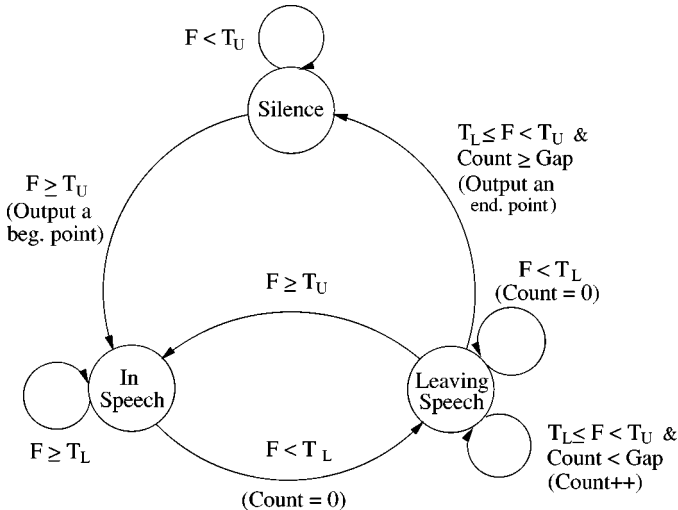 F < T_U
Silence
T_L ≤ F < T_U &
Count ≥ Gap
(Output an
end. point)
F ≥ T_U
(Output a
beg. point)
F ≥ T_U
F < T_L
(Count = 0)
In
Speech
Leaving
Speech
F ≥ T_L
F < T_L
(Count = 0)
T_L ≤ F < T_U &
Count < Gap
(Count++)